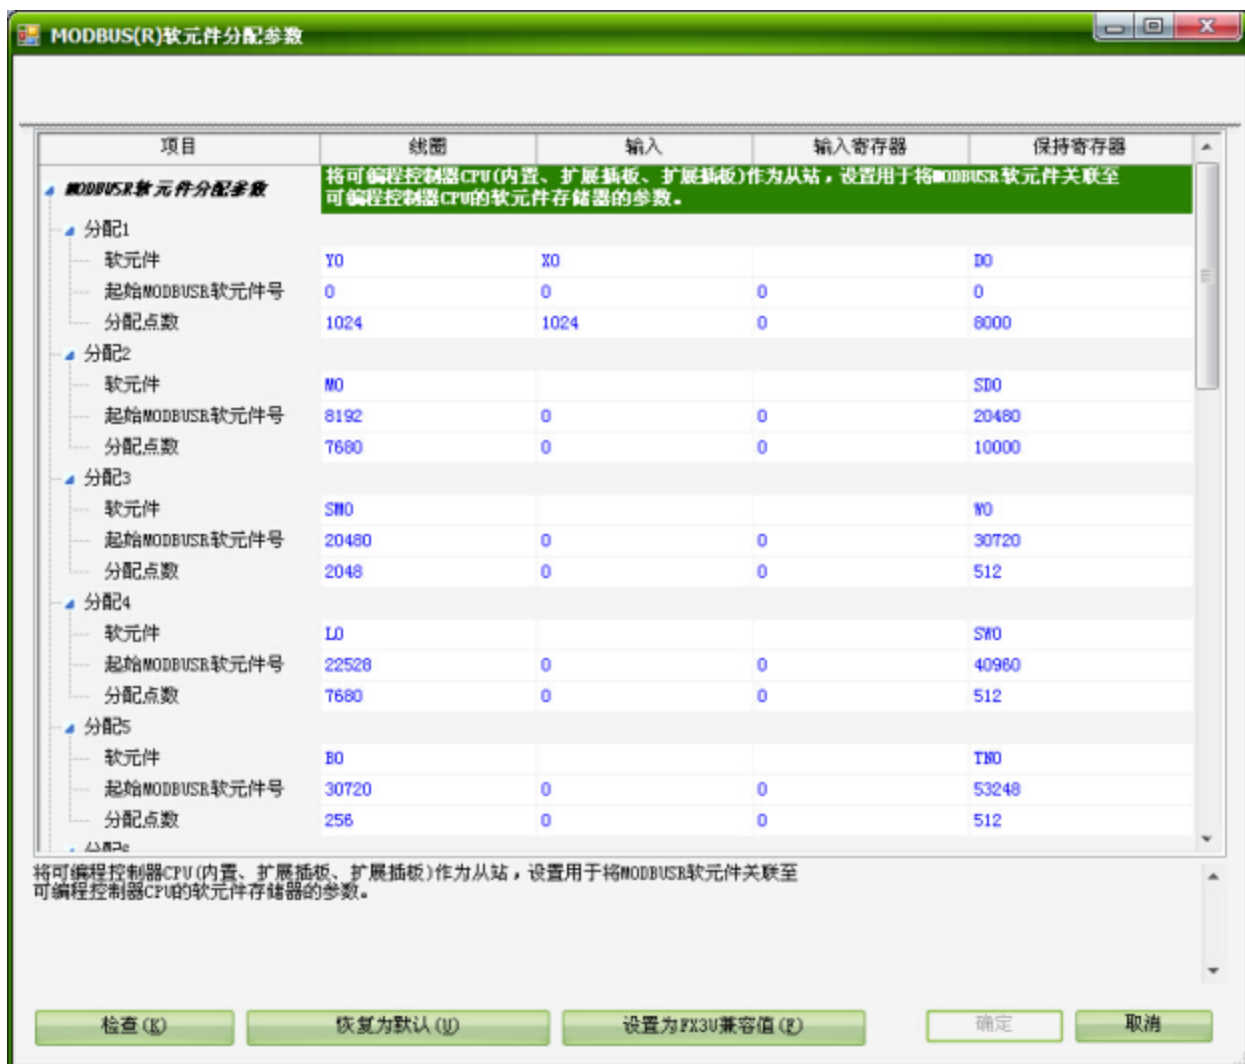 MODBUS(R)软元件分配参数
项目 线圈 输入 输入寄存器 保持寄存器
MODBUSR软元件分配参数 将可编程控制器CPU(内置、扩展插板、扩展插板)作为从站，设置用于将MODBUSR软元件关联至
可编程控制器CPU的软元件存储器的参数。
分配1
软元件 Y0 X0 D0
起始MODBUSR软元件号 0 0 0 0
分配点数 1024 1024 0 8000
分配2
软元件 M0 SD0
起始MODBUSR软元件号 8192 0 0 20480
分配点数 7680 0 0 10000
分配3
软元件 SM0 W0
起始MODBUSR软元件号 20480 0 0 30720
分配点数 2048 0 0 512
分配4
软元件 L0 SW0
起始MODBUSR软元件号 22528 0 0 40960
分配点数 7680 0 0 512
分配5
软元件 B0 TN0
起始MODBUSR软元件号 30720 0 0 53248
分配点数 256 0 0 512
将可编程控制器CPU(内置、扩展插板、扩展插板)作为从站，设置用于将MODBUSR软元件关联至
可编程控制器CPU的软元件存储器的参数。
检查(K) 恢复为默认(U) 设置为FX3U兼容值(F) 确定 取消